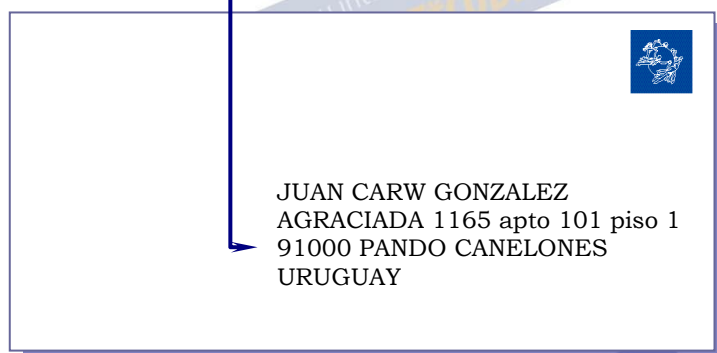 JUAN CARW GONZALEZ
AGRACIADA 1165 apto 101 piso 1
91000 PANDO CANELONES
URUGUAY